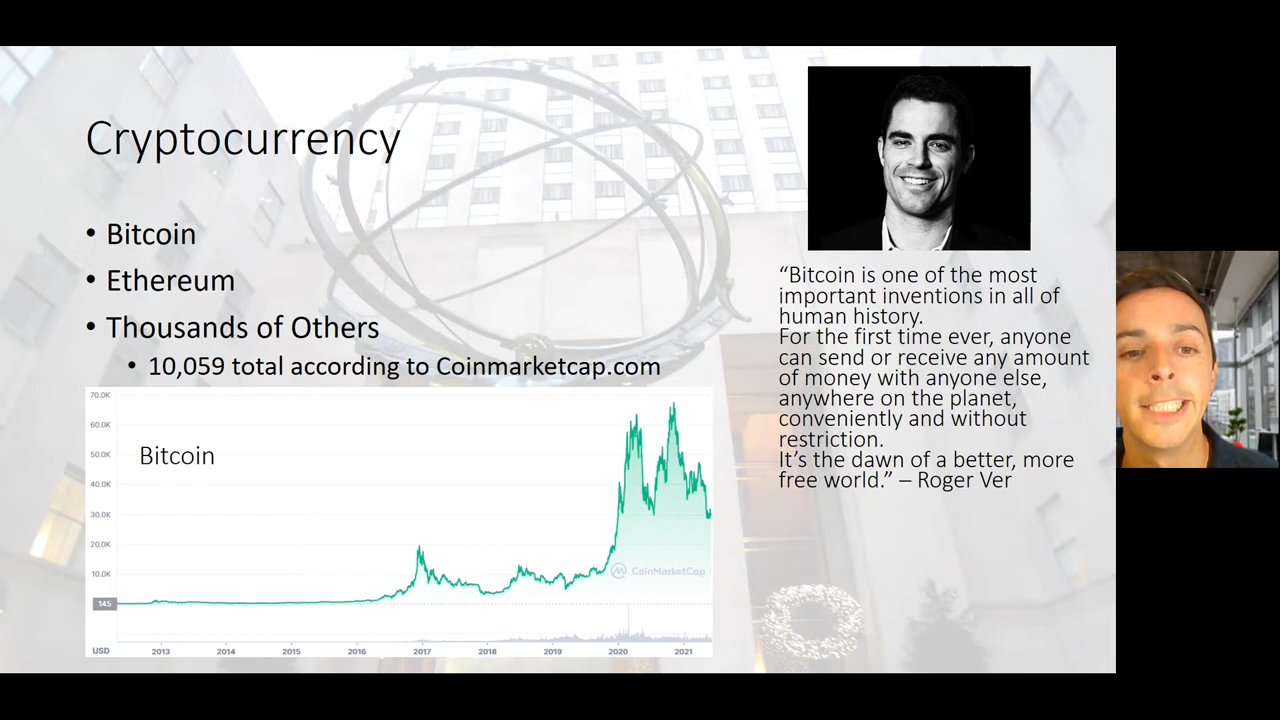 Cryptocurrency
• Bitcoin
• Ethereum
• Thousands of Others
• 10,059 total according to Coinmarketcap.com
70.0K
60.0K
50.0K
40.0K
30.0K
20.0K
10.0K
145
Bitcoin
CoinMarketCap
USD
2013
2014
2015
2016
2017
2018
2019
2020
2021
“Bitcoin is one of the most
important inventions in all of
human history.
For the first time ever, anyone
can send or receive any amount
of money with anyone else,
anywhere on the planet,
conveniently and without
restriction.
It’s the dawn of a better, more
free world.” – Roger Ver